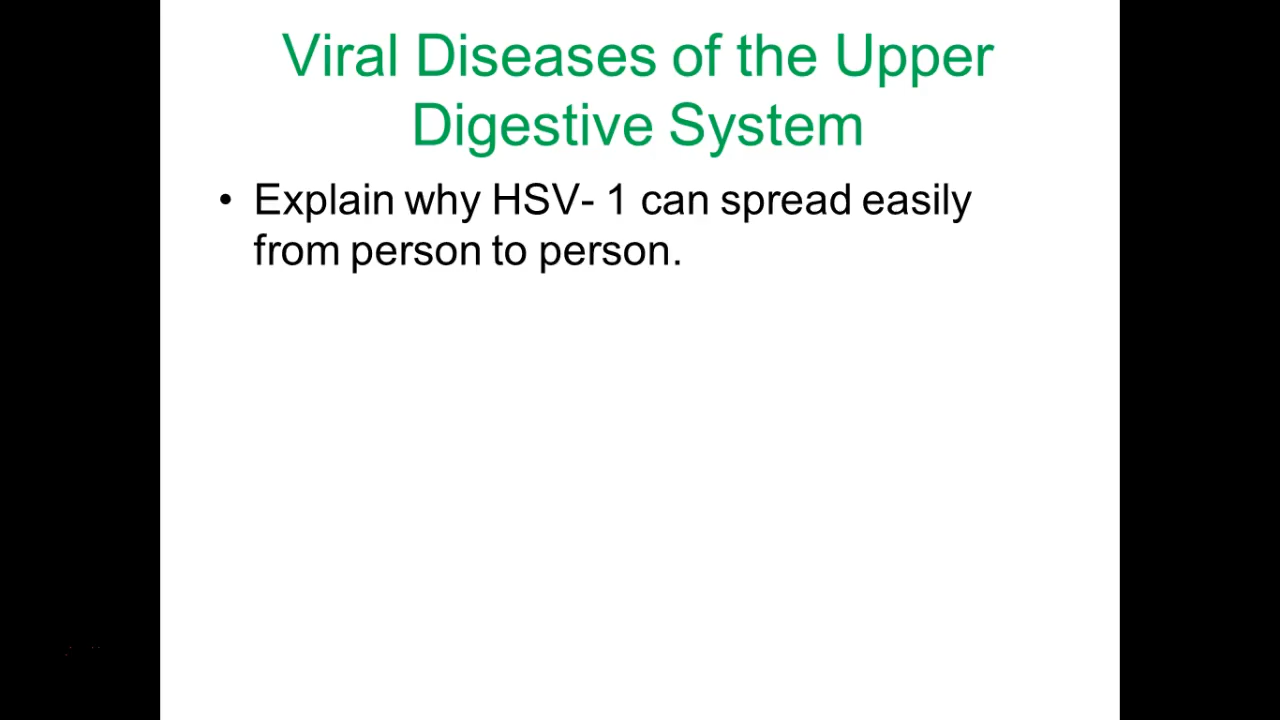 Viral Diseases of the Upper
Digestive System
• Explain why HSV- 1 can spread easily
from person to person.